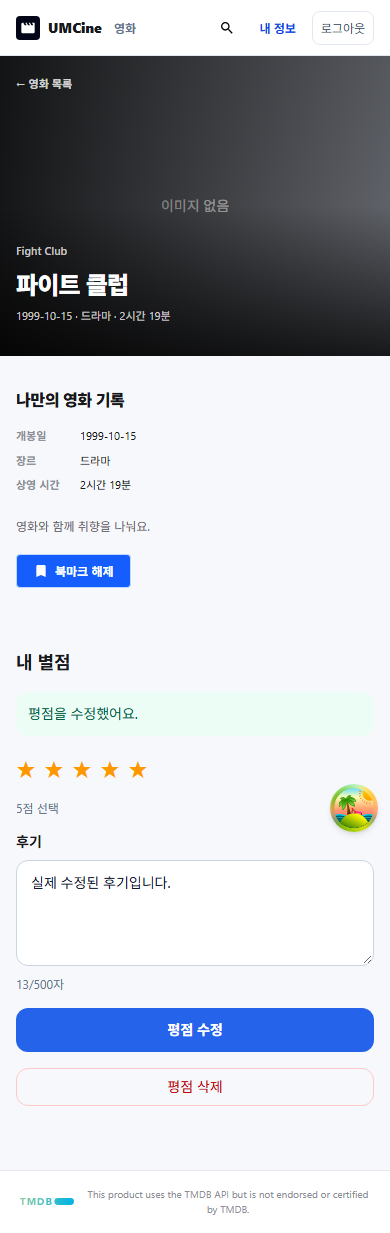 UMCine 영화 내 정보 로그아웃
← 영화 목록
이미지 없음
Fight Club
파이트 클럽
1999-10-15 · 드라마 · 2시간 19분
나만의 영화 기록
개봉일 1999-10-15
장르 드라마
상영 시간 2시간 19분
영화와 함께 취향을 나눠요.
북마크 해제
내 별점
평점을 수정했어요.
★ ★ ★ ★ ★
5점 선택
후기
실제 수정된 후기입니다.
13/500자
평점 수정
평점 삭제
TMDB This product uses the TMDB API but is not endorsed or certified
by TMDB.